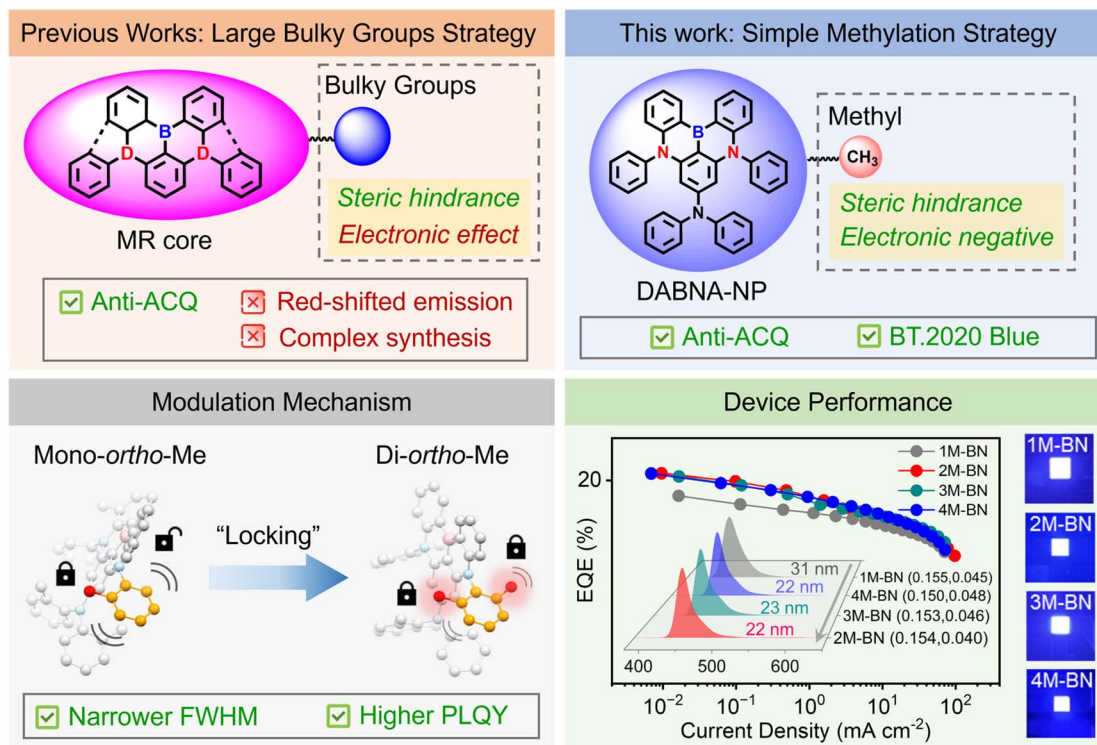 Previous Works: Large Bulky Groups Strategy
Bulky Groups
B
D
D
Steric hindrance
Electronic effect
MR core
Anti-ACQ
Red-shifted emission
Complex synthesis
This work: Simple Methylation Strategy
Methyl
B
N
N
CH3
N
Steric hindrance
Electronic negative
DABNA-NP
Anti-ACQ
BT.2020 Blue
Modulation Mechanism
Mono-ortho-Me
Di-ortho-Me
“Locking”
Narrower FWHM
Higher PLQY
Device Performance
1M-BN
2M-BN
3M-BN
4M-BN
20
EQE (%)
31 nm
22 nm
23 nm
22 nm
1M-BN (0.155,0.045)
4M-BN (0.150,0.048)
3M-BN (0.153,0.046)
2M-BN (0.154,0.040)
400 500 600
10⁻² 10⁻¹ 10⁰ 10¹ 10²
Current Density (mA cm⁻²)
1M-BN
2M-BN
3M-BN
4M-BN